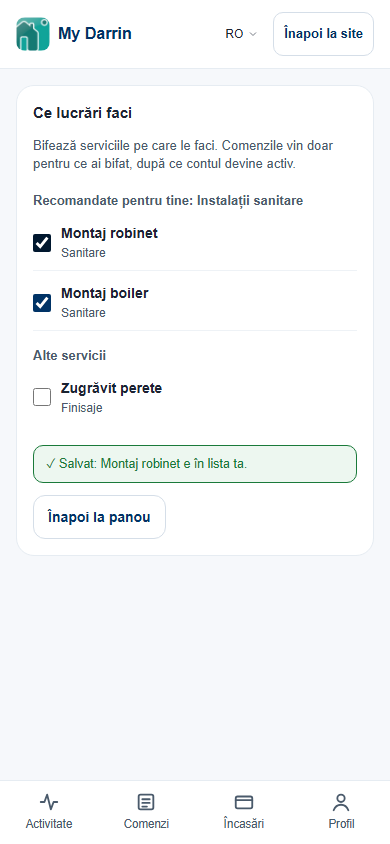 My Darrin
RO
Înapoi la site
Ce lucrări faci
Bifează serviciile pe care le faci. Comenzile vin doar
pentru ce ai bifat, după ce contul devine activ.
Recomandate pentru tine: Instalații sanitare
Montaj robinet
Sanitare
Montaj boiler
Sanitare
Alte servicii
Zugrăvit perete
Finisaje
✓ Salvat: Montaj robinet e în lista ta.
Înapoi la panou
Activitate
Comenzi
Încasări
Profil